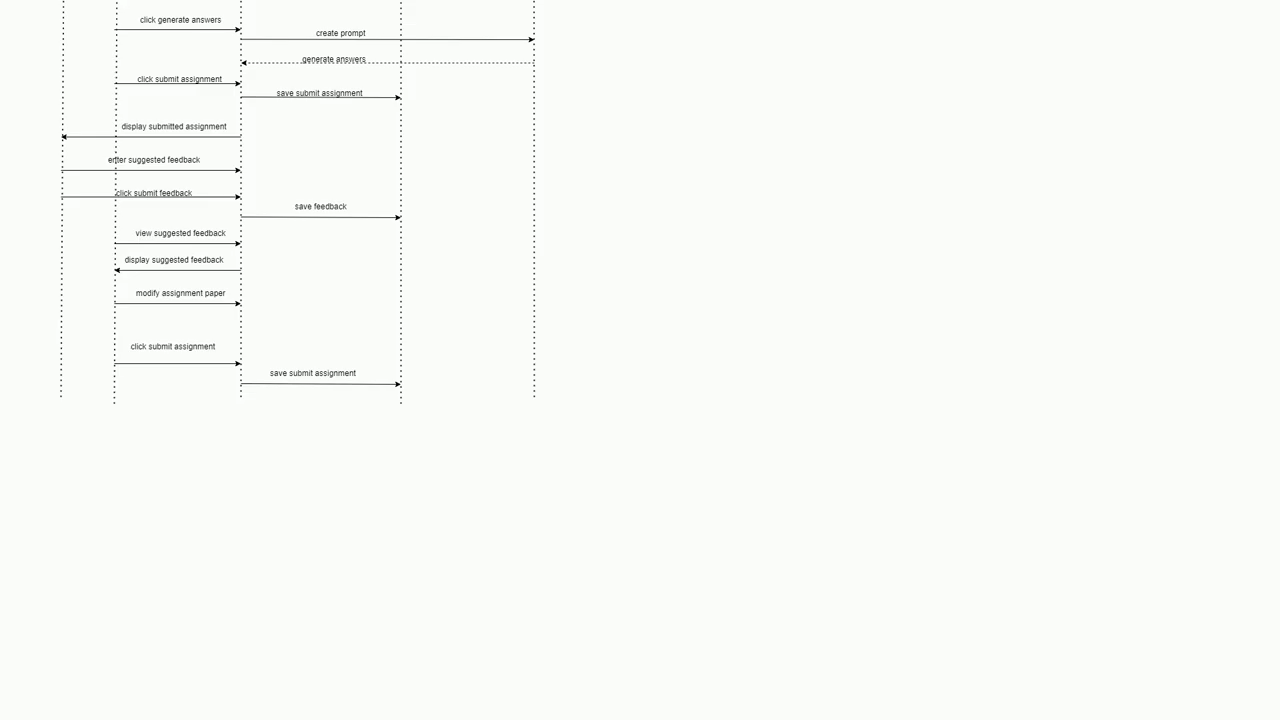 click generate answers
create prompt
generate answers
click submit assignment
save submit assignment
display submitted assignment
enter suggested feedback
click submit feedback
save feedback
view suggested feedback
display suggested feedback
modify assignment paper
click submit assignment
save submit assignment